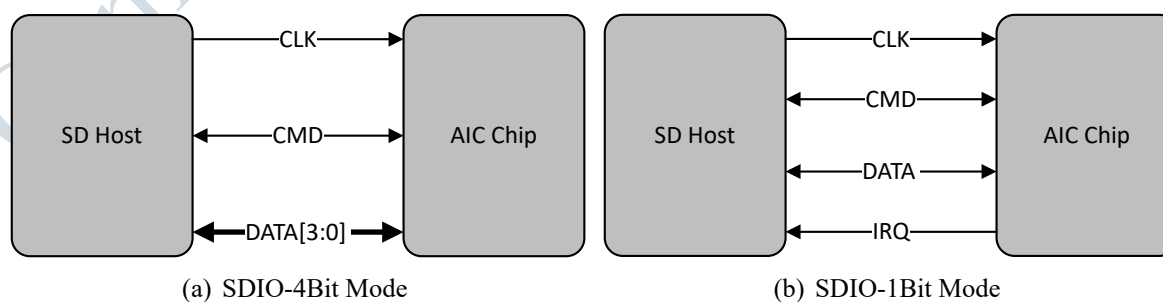 SD Host
CLK
CMD
DATA[3:0]
AIC Chip
(a) SDIO-4Bit Mode
SD Host
CLK
CMD
DATA
IRQ
AIC Chip
(b) SDIO-1Bit Mode